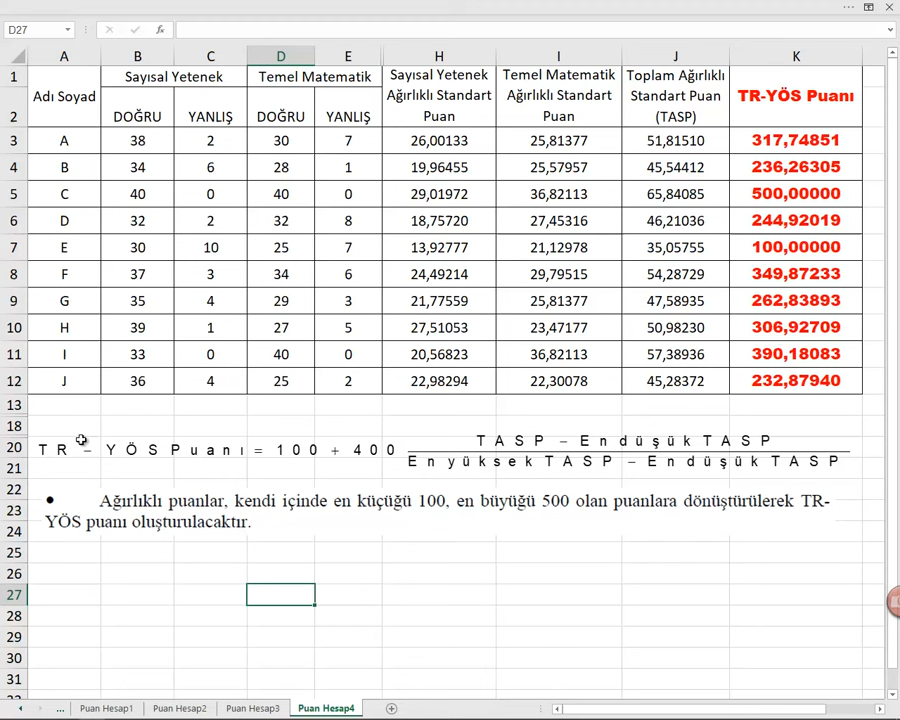 D27
fx
A B C D E H I J K
1 Adı Soyad Sayısal Yetenek Temel Matematik Sayısal Yetenek Ağırlıklı Standart Puan Temel Matematik Ağırlıklı Standart Puan Toplam Ağırlıklı Standart Puan (TASP) TR-YÖS Puanı
2 DOĞRU YANLIŞ DOĞRU YANLIŞ
3 A 38 2 30 7 26,00133 25,81377 51,81510 317,74851
4 B 34 6 28 1 19,96455 25,57957 45,54412 236,26305
5 C 40 0 40 0 29,01972 36,82113 65,84085 500,00000
6 D 32 2 32 8 18,75720 27,45316 46,21036 244,92019
7 E 30 10 25 7 13,92777 21,12978 35,05755 100,00000
8 F 37 3 34 6 24,49214 29,79515 54,28729 349,87233
9 G 35 4 29 3 21,77559 25,81377 47,58935 262,83893
10 H 39 1 27 5 27,51053 23,47177 50,98230 306,92709
11 I 33 0 40 0 20,56823 36,82113 57,38936 390,18083
12 J 36 4 25 2 22,98294 22,30078 45,28372 232,87940
13
18
20 TR – YÖS Puanı = 100 + 400 TASP – En düşük TASP
21 En yüksek TASP – En düşük TASP
22
23 • Ağırlıklı puanlar, kendi içinde en küçüğü 100, en büyüğü 500 olan puanlara dönüştürülerek TR-
24 YÖS puanı oluşturulacaktır.
25
26
27
28
29
30
31
... Puan Hesap1 Puan Hesap2 Puan Hesap3 Puan Hesap4